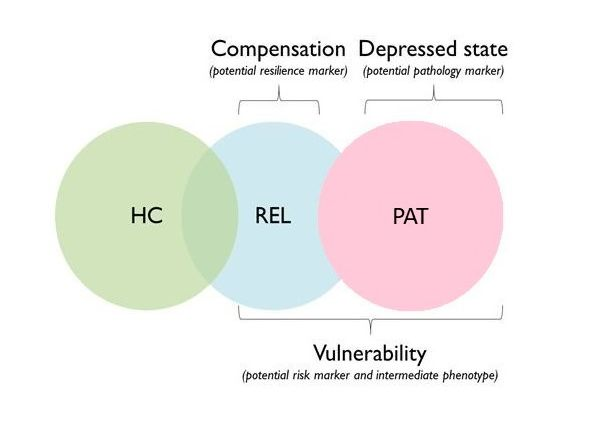 Compensation Depressed state
(potential resilience marker) (potential pathology marker)
HC REL PAT
Vulnerability
(potential risk marker and intermediate phenotype)